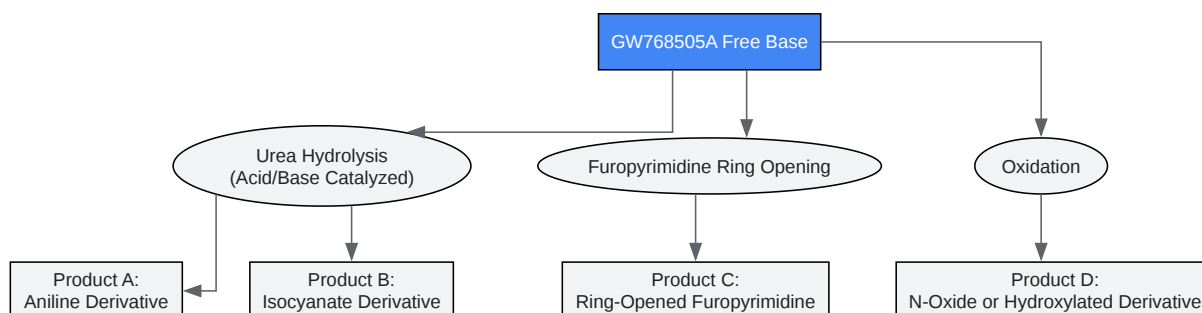 GW768505A Free Base
Urea Hydrolysis
(Acid/Base Catalyzed)
Furopyrimidine Ring Opening
Oxidation
Product A:
Aniline Derivative
Product B:
Isocyanate Derivative
Product C:
Ring-Opened Furopyrimidine
Product D:
N-Oxide or Hydroxylated Derivative